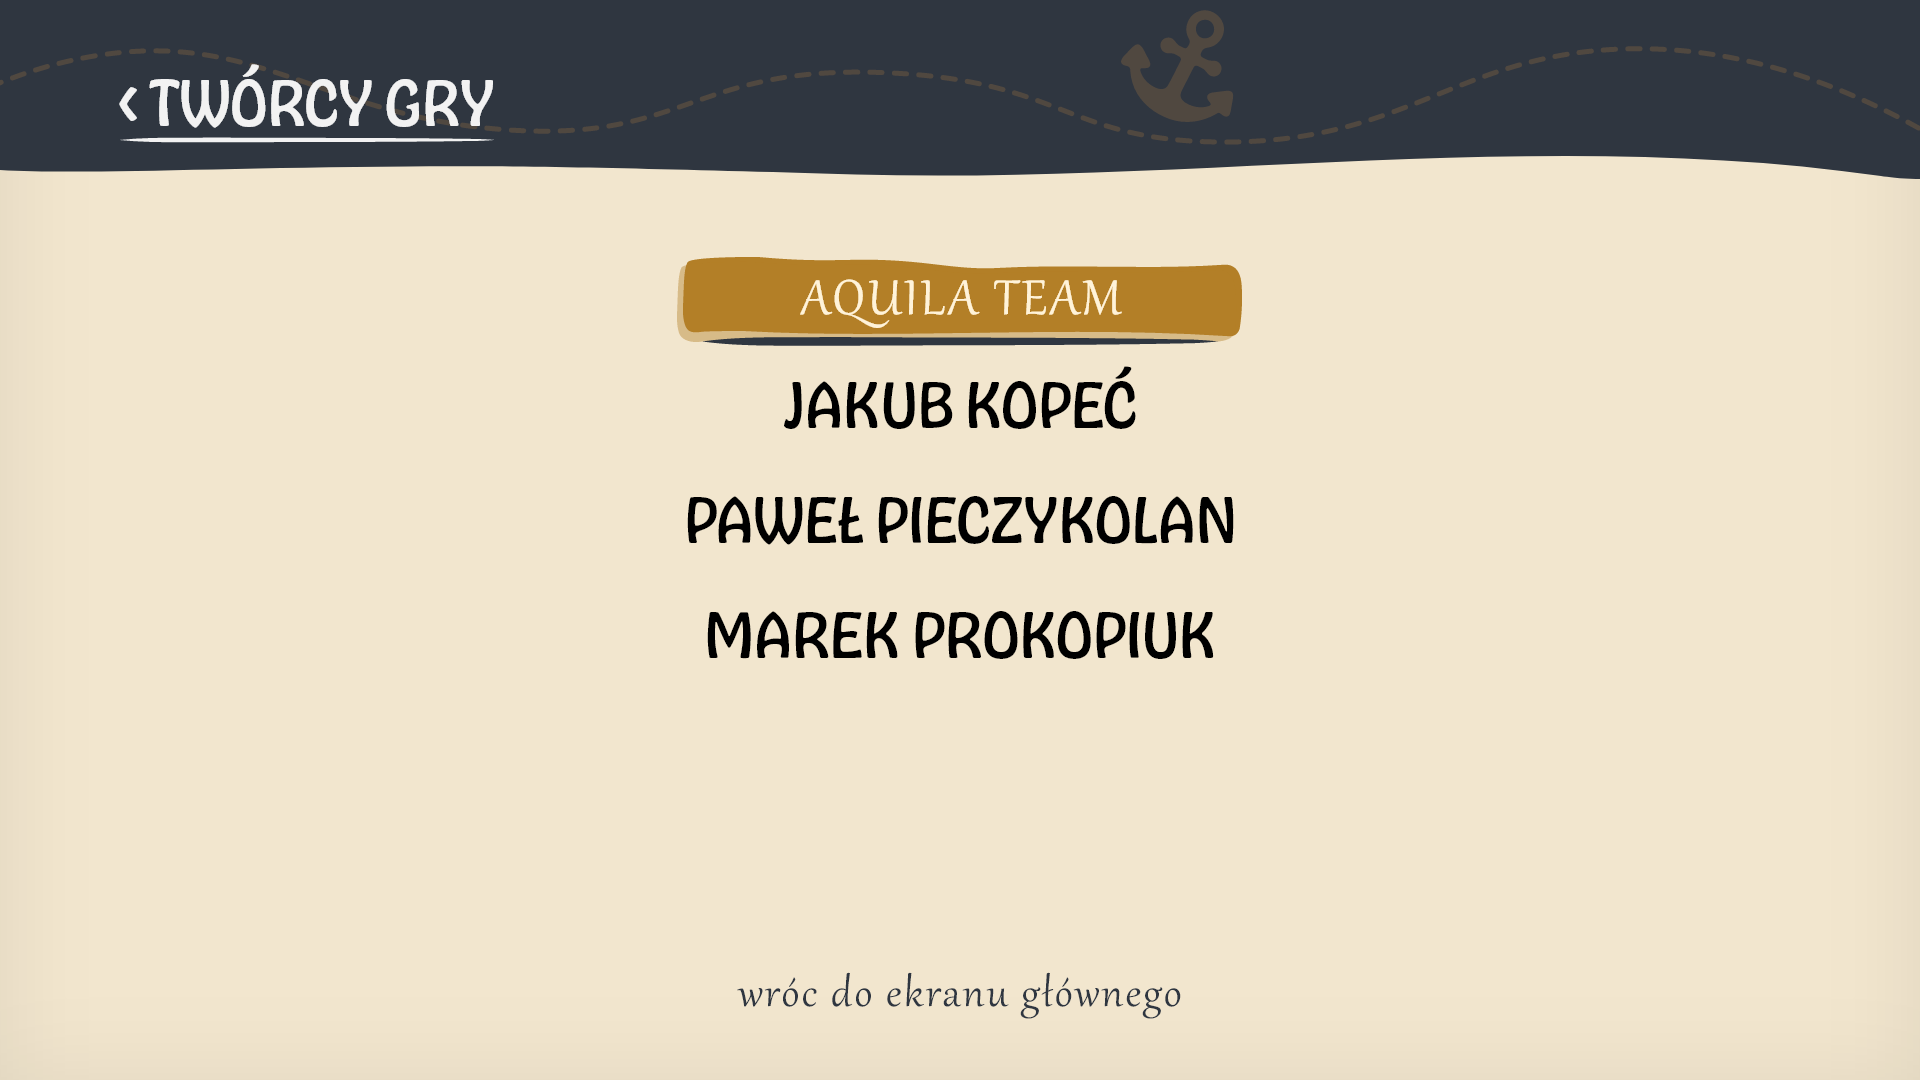 < TWÓRCY GRY
AQUILA TEAM
JAKUB KOPEĆ
PAWEŁ PIECZYKOLAN
MAREK PROKOPIUK
wróc do ekranu głównego